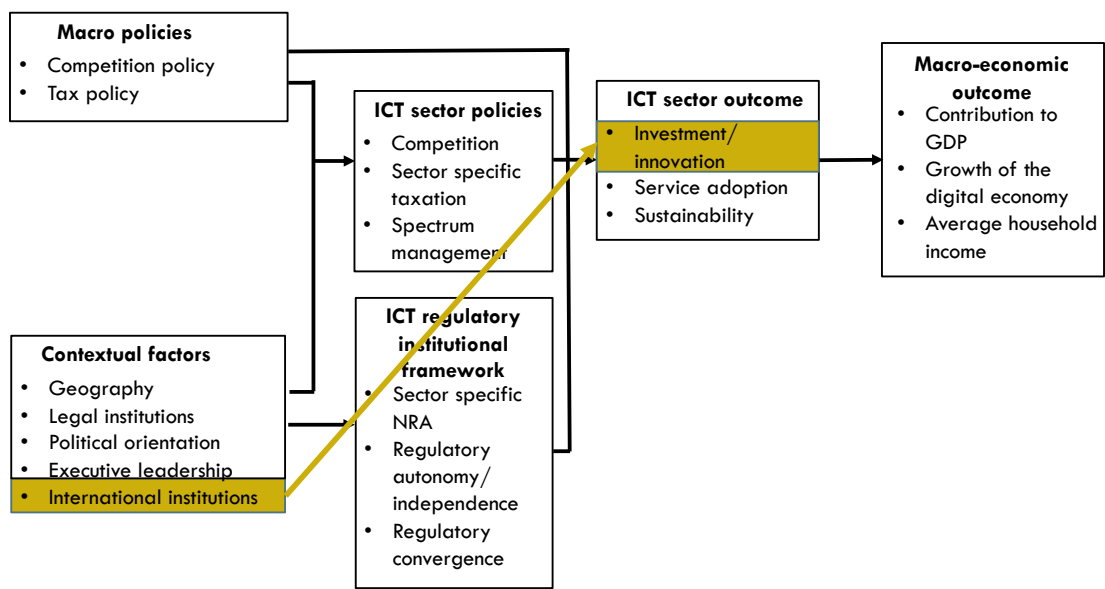 Macro policies
• Competition policy
• Tax policy
ICT sector policies
• Competition
• Sector specific
taxation
• Spectrum
management
ICT sector outcome
• Investment/
innovation
• Service adoption
• Sustainability
Macro-economic
outcome
• Contribution to
GDP
• Growth of the
digital economy
• Average household
income
Contextual factors
• Geography
• Legal institutions
• Political orientation
• Executive leadership
• International institutions
ICT regulatory
institutional
framework
• Sector specific
NRA
• Regulatory
autonomy/
independence
• Regulatory
convergence